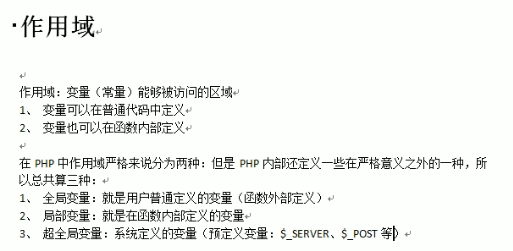 ·作用域
作用域：变量（常量）能够被访问的区域
1、 变量可以在普通代码中定义
2、 变量也可以在函数内部定义
在 PHP 中作用域严格来说分为两种：但是 PHP 内部还定义一些在严格意义之外的一种，所
以总共算三种：
1、 全局变量：就是用户普通定义的变量（函数外部定义）
2、 局部变量：就是在函数内部定义的变量
3、 超全局变量：系统定义的变量（预定义变量：$_SERVER、$_POST 等）